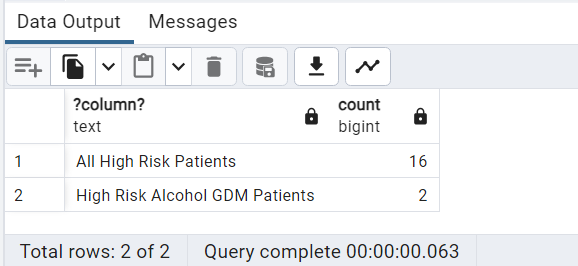 Data Output Messages
?column? count
text bigint
1 All High Risk Patients 16
2 High Risk Alcohol GDM Patients 2
Total rows: 2 of 2 Query complete 00:00:00.063